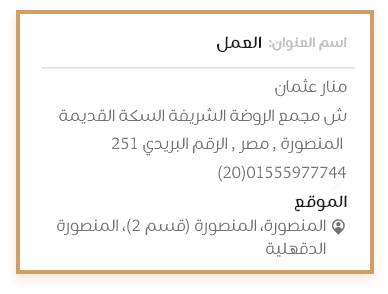 اسم العنوان: العمل
منار عثمان
ش مجمع الروضة الشريفة السكة القديمة
المنصورة , مصر , الرقم البريدي 251
(20)01555977744
الموقع
المنصورة، المنصورة (قسم 2)، المنصورة
الدقهلية